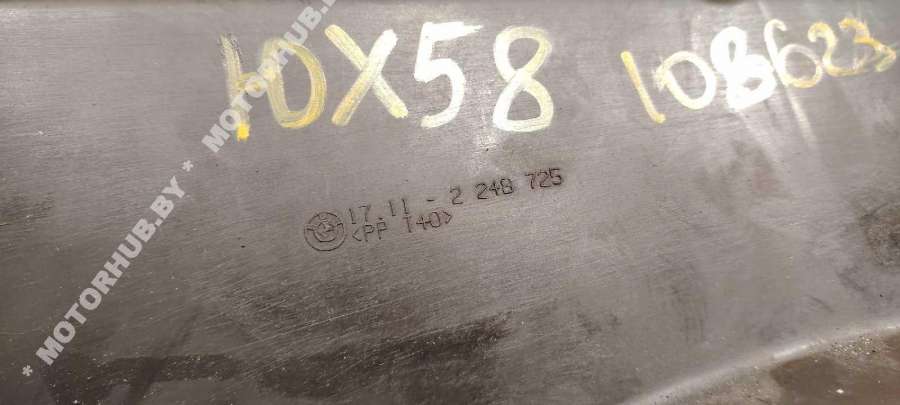 10X58 108623
17.11 - 2 248 725
<PP T40>
* MOTORHUB.BY * MOTORHUB.BY *